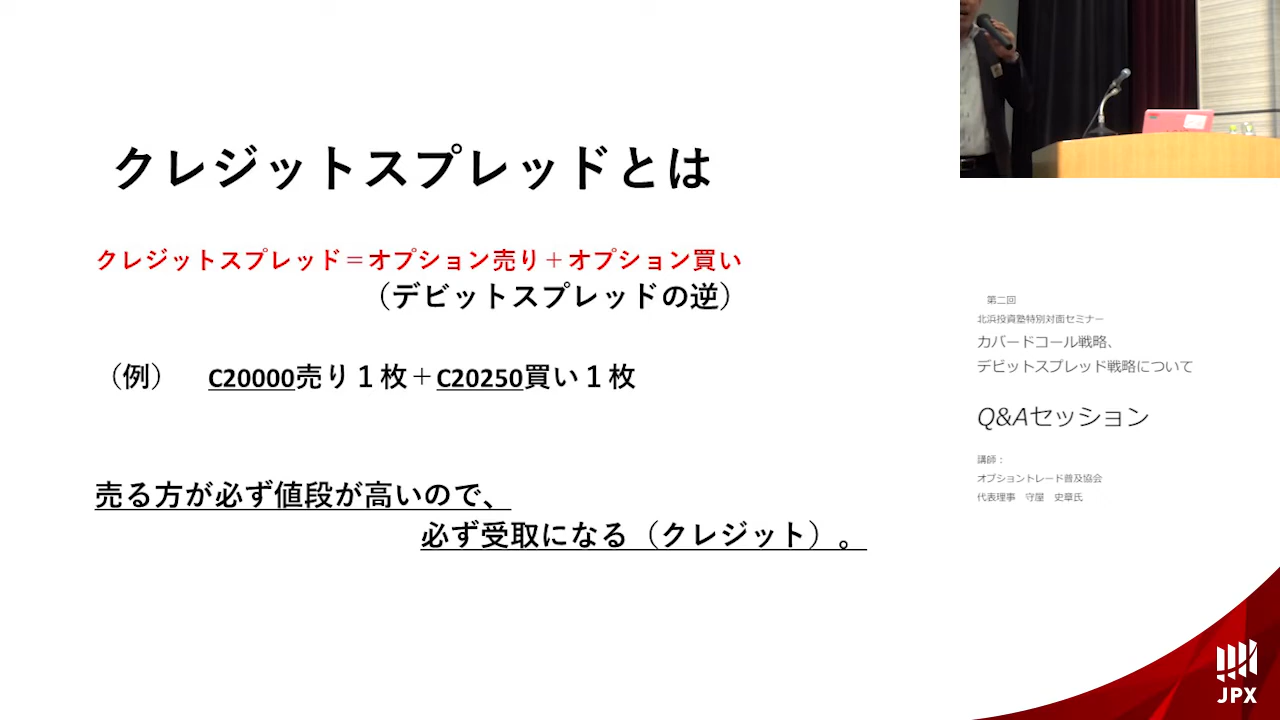 クレジットスプレッドとは
クレジットスプレッド＝オプション売り＋オプション買い
（デビットスプレッドの逆）
（例） C20000売り１枚＋C20250買い１枚
売る方が必ず値段が高いので、
必ず受取になる（クレジット）。
第二回
北浜投資塾特別対面セミナー
カバードコール戦略、
デビットスプレッド戦略について
Q&Aセッション
講師：
オプショントレード普及協会
代表理事 守屋 史章氏
JPX